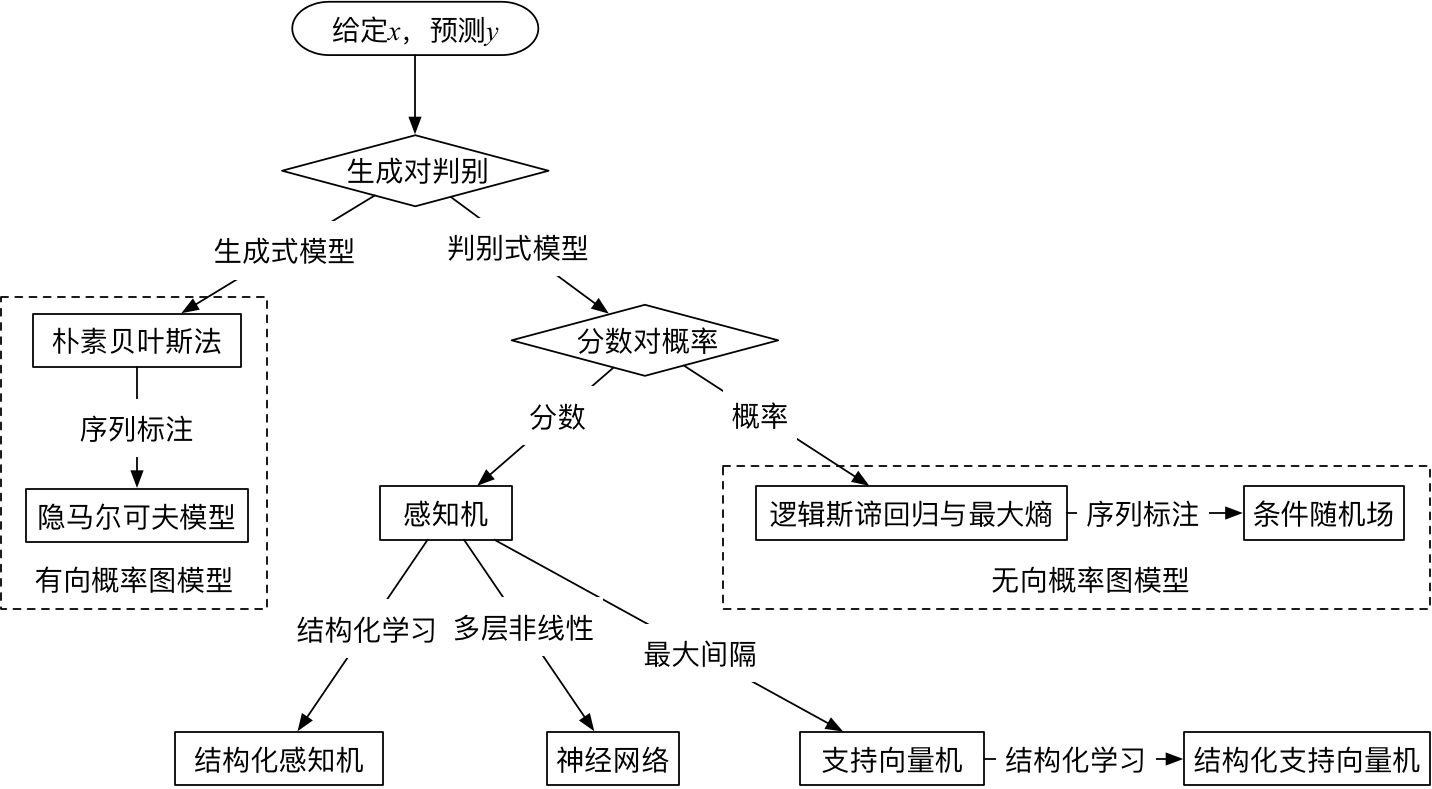 给定x，预测y
生成对判别
生成式模型
判别式模型
朴素贝叶斯法
分数对概率
序列标注
分数
概率
隐马尔可夫模型
有向概率图模型
感知机
逻辑斯谛回归与最大熵
序列标注
条件随机场
无向概率图模型
结构化学习
多层非线性
最大间隔
结构化感知机
神经网络
支持向量机
结构化学习
结构化支持向量机